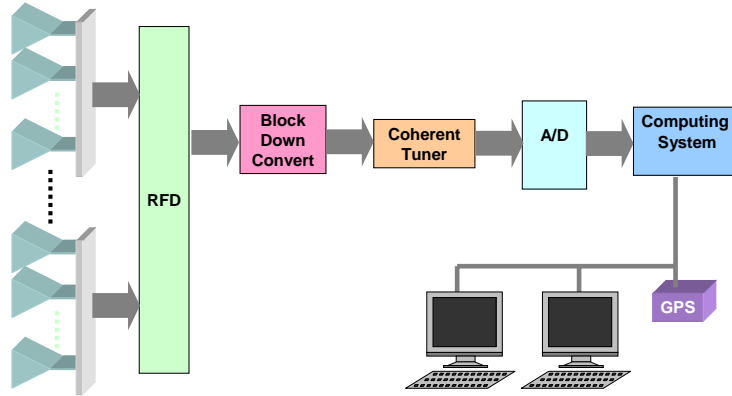 RFD
Block
Down
Convert
Coherent
Tuner
A/D
Computing
System
GPS